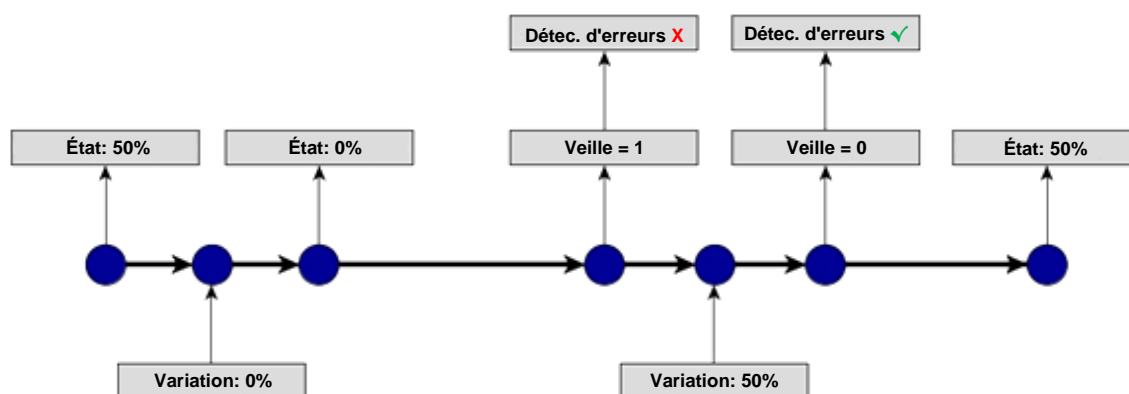 Détec. d'erreurs X
Détec. d'erreurs ✓
État: 50%
État: 0%
Veille = 1
Veille = 0
État: 50%
Variation: 0%
Variation: 50%